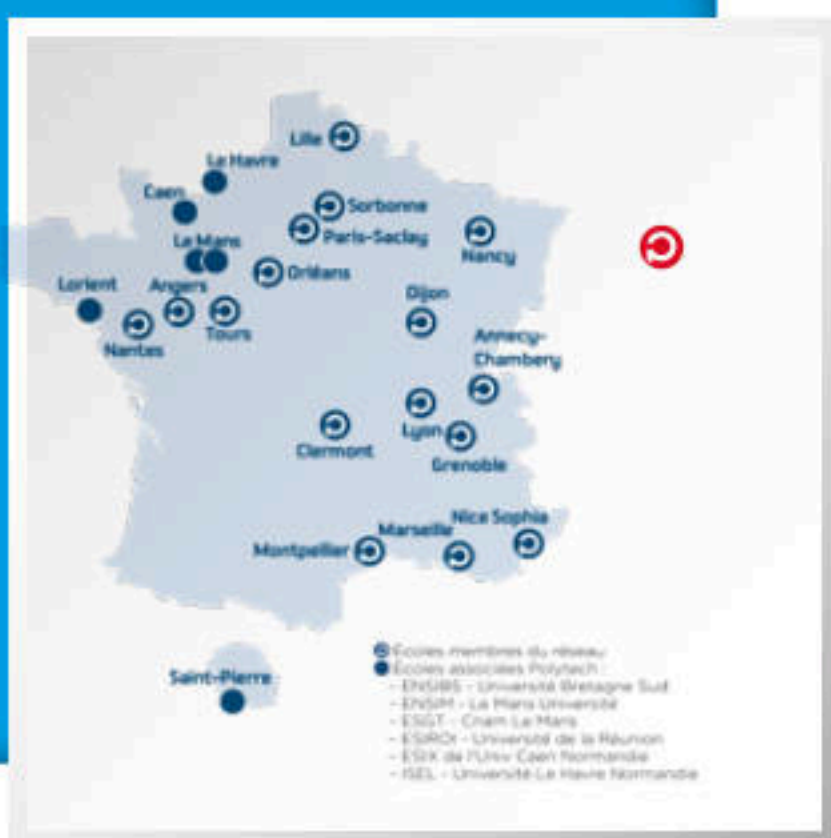 Lille
Le Havre
Caen
Sorbonne
Paris-Saclay
Nancy
Le Mans
Orléans
Lorient
Angers
Dijon
Nantes
Tours
Annecy-
Chambery
Lyon
Clermont
Grenoble
Nice Sophia
Marseille
Montpellier
Saint-Pierre
Écoles membres du réseau
Écoles associées Polytech :
- ENSIBS - Université Bretagne Sud
- ENSIM - Le Mans Université
- ESGT - Cnam Le Mans
- ESIROI - Université de la Réunion
- ESIX de l'Univ Caen Normandie
- ISEL - Université Le Havre Normandie